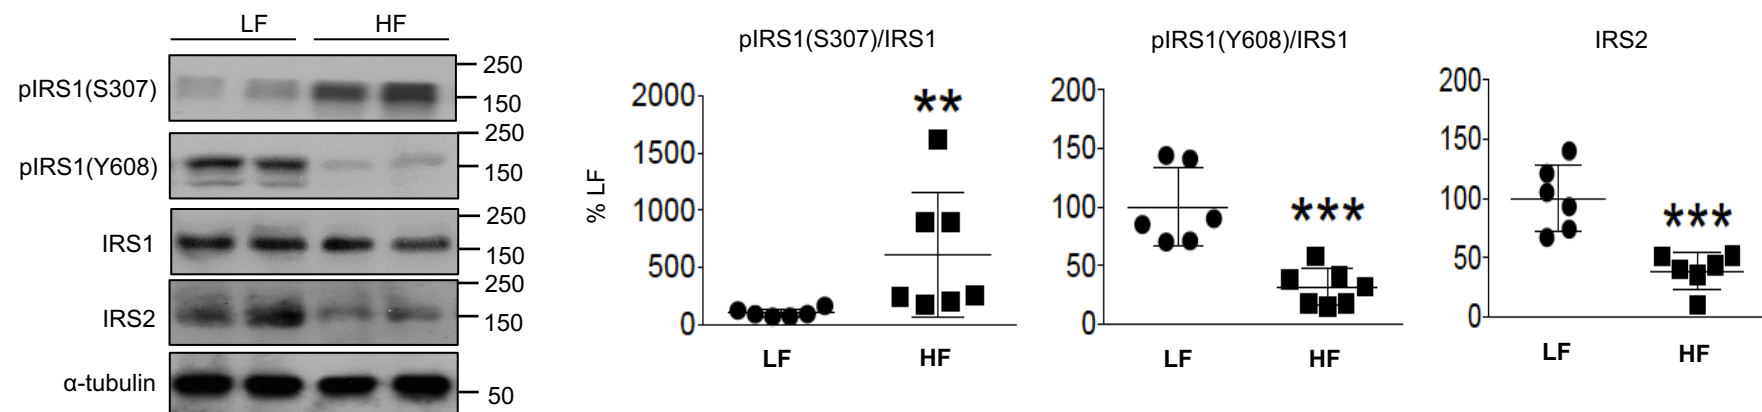 LF HF
pIRS1(S307)
250
150
pIRS1(Y608)
250
150
IRS1
250
150
IRS2
250
150
α-tubulin
50
pIRS1(S307)/IRS1
% LF
2000
1500
1000
500
0
**
LF HF
pIRS1(Y608)/IRS1
200
150
100
50
0
***
LF HF
IRS2
200
150
100
50
0
***
LF HF